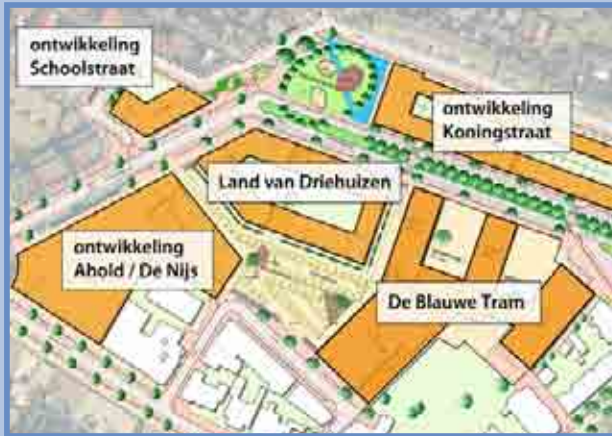 ontwikkeling
Schoolstraat
ontwikkeling
Koningstraat
Land van Driehuizen
ontwikkeling
Ahold / De Nijs
De Blauwe Tram